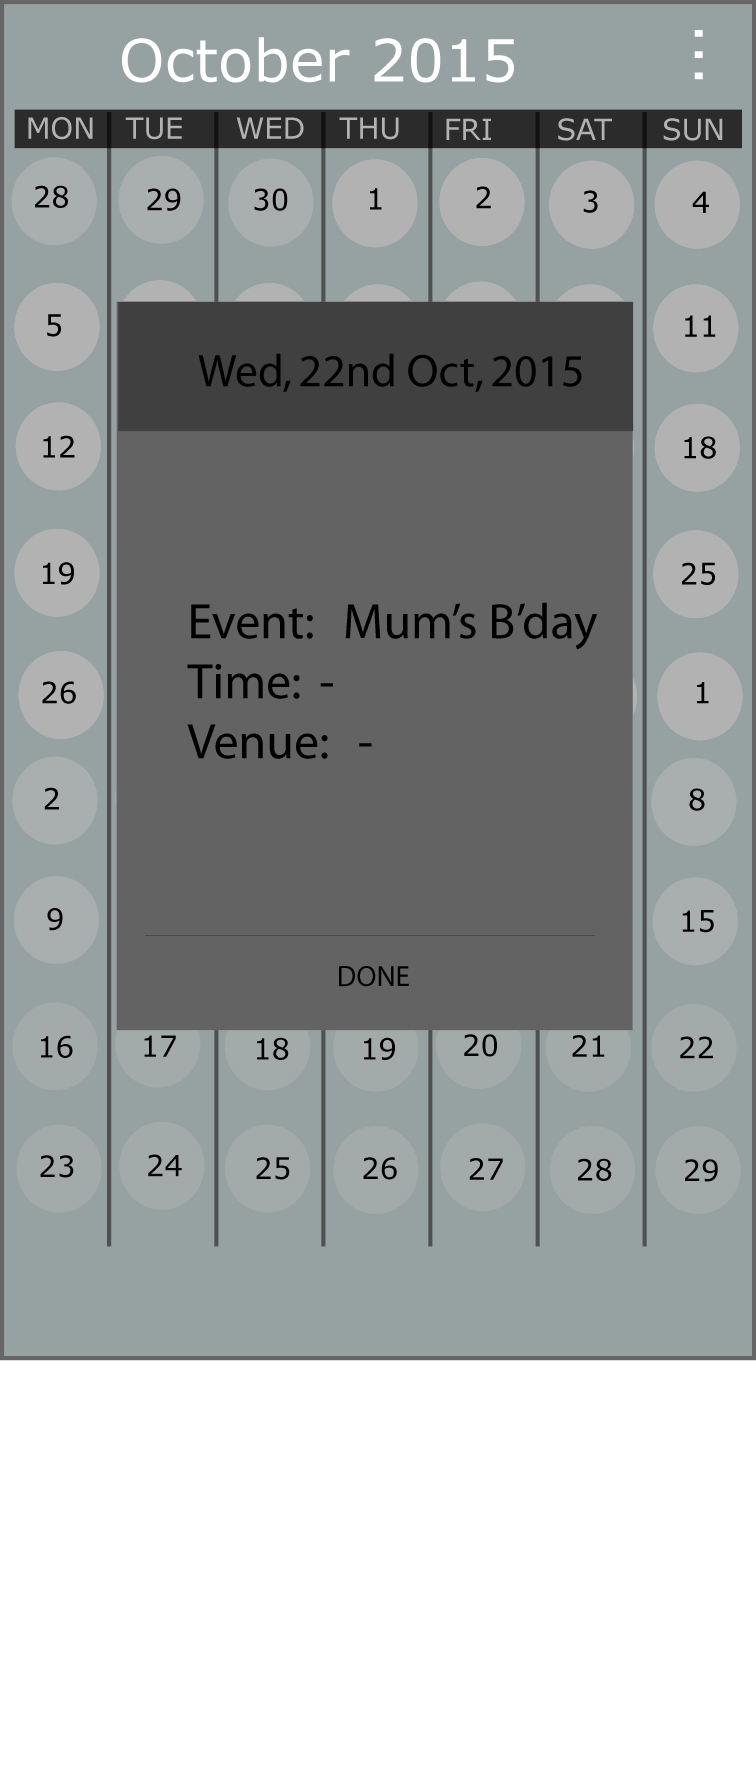 October 2015
MON TUE WED THU FRI SAT SUN
28 29 30 1 2 3 4
5 11
Wed, 22nd Oct, 2015
12 18
19 25
Event: Mum's B'day
Time: -
26 1
Venue: -
2 8
9 15
DONE
16 17 18 19 20 21 22
23 24 25 26 27 28 29